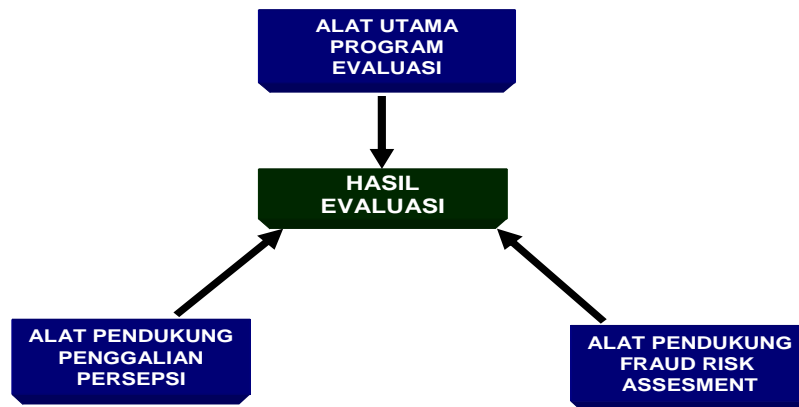 ALAT UTAMA
PROGRAM
EVALUASI
HASIL
EVALUASI
ALAT PENDUKUNG
PENGGALIAN
PERSEPSI
ALAT PENDUKUNG
FRAUD RISK
ASSESMENT